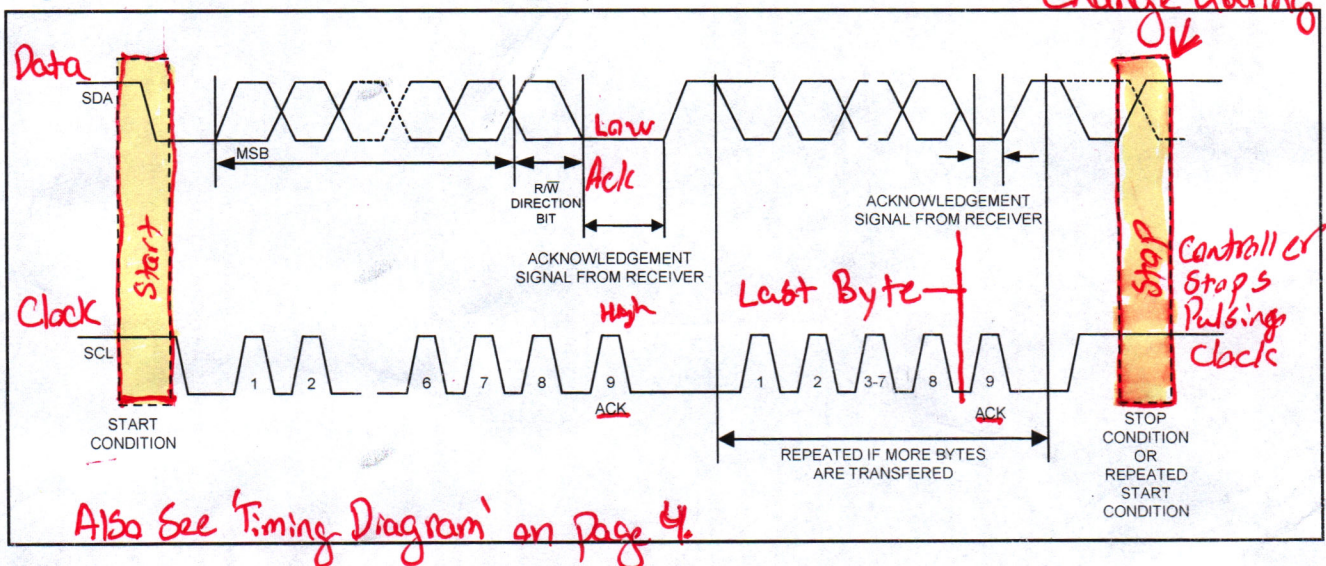 Change during
Data
SDA
Start
MSB
R/W
DIRECTION
BIT
Low
Ack
ACKNOWLEDGEMENT
SIGNAL FROM RECEIVER
ACKNOWLEDGEMENT
SIGNAL FROM RECEIVER
Stop
Controller
Stops
Pulsing
Clock
Last Byte
High
Clock
SCL
1 2 6 7 8 9 1 2 3-7 8 9
ACK
ACK
START
CONDITION
REPEATED IF MORE BYTES
ARE TRANSFERED
STOP
CONDITION
OR
REPEATED
START
CONDITION
Also See 'Timing Diagram' on page 4.